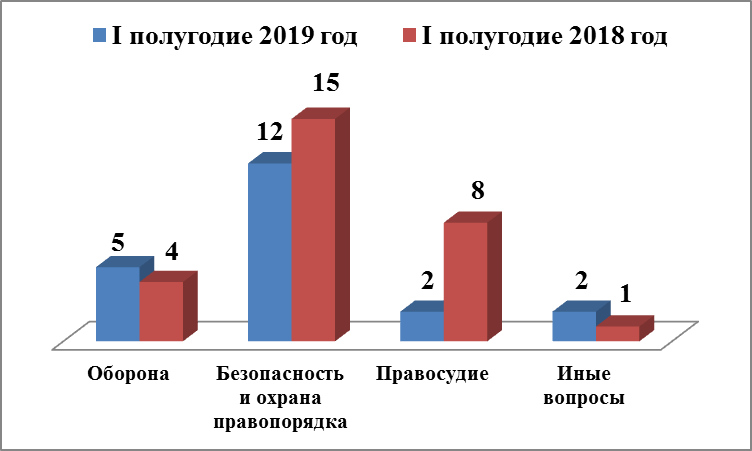 I полугодие 2019 год I полугодие 2018 год
5
4
12
15
2
8
2
1
Оборона
Безопасность
и охрана
правопорядка
Правосудие
Иные
вопросы